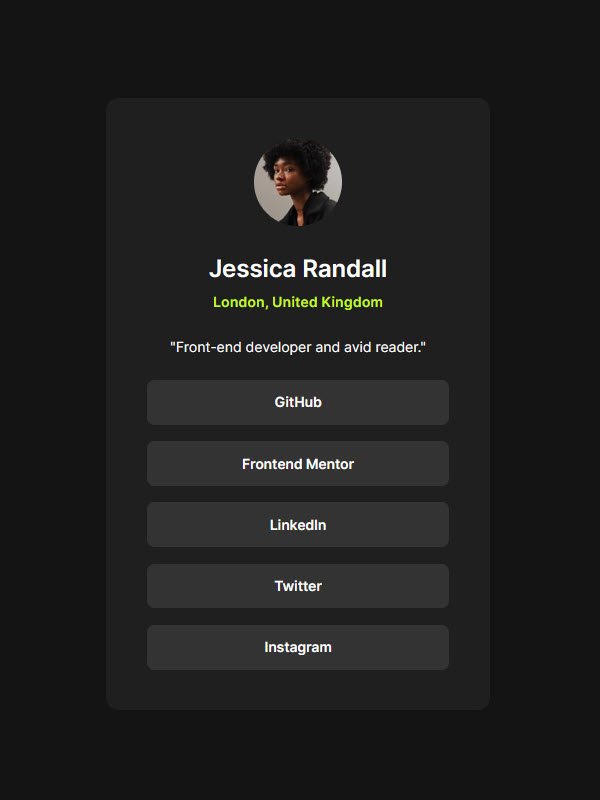 Jessica Randall
London, United Kingdom
"Front-end developer and avid reader."
GitHub
Frontend Mentor
LinkedIn
Twitter
Instagram